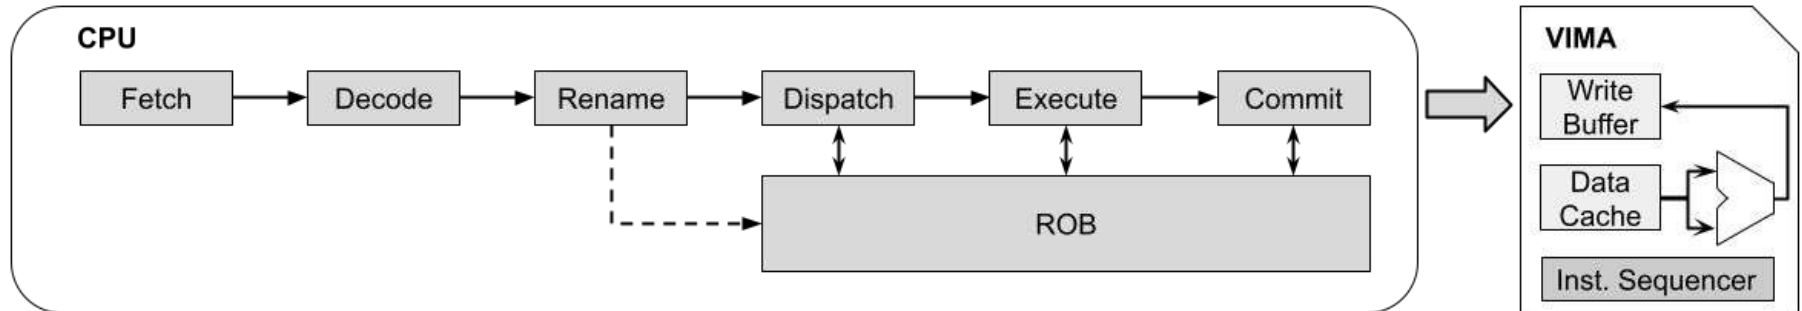 CPU
Fetch
Decode
Rename
Dispatch
Execute
Commit
ROB
VIMA
Write
Buffer
Data
Cache
Inst. Sequencer